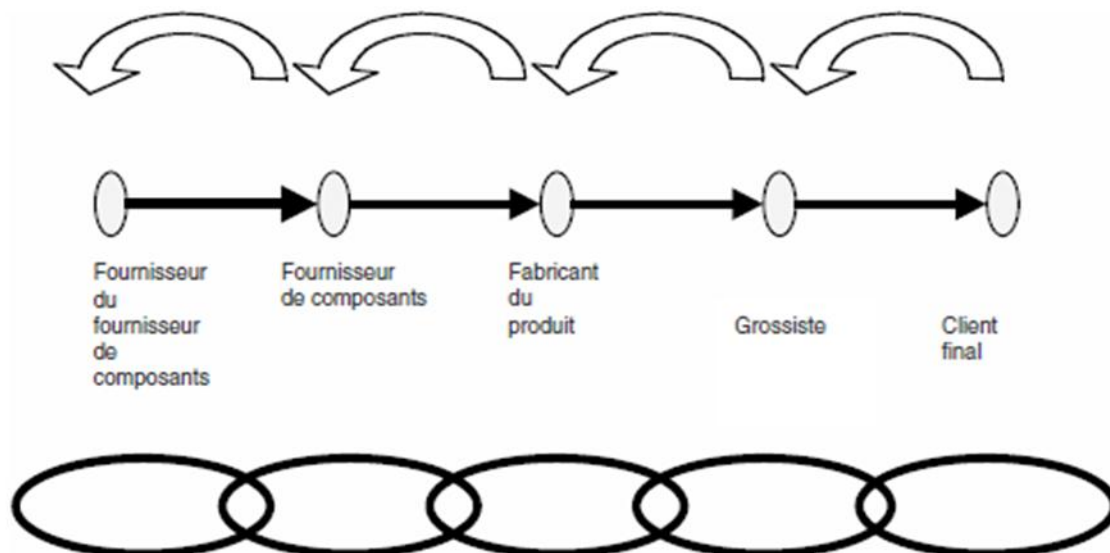 Fournisseur
du
fournisseur
de
composants
Fournisseur
de composants
Fabricant
du
produit
Grossiste
Client
final